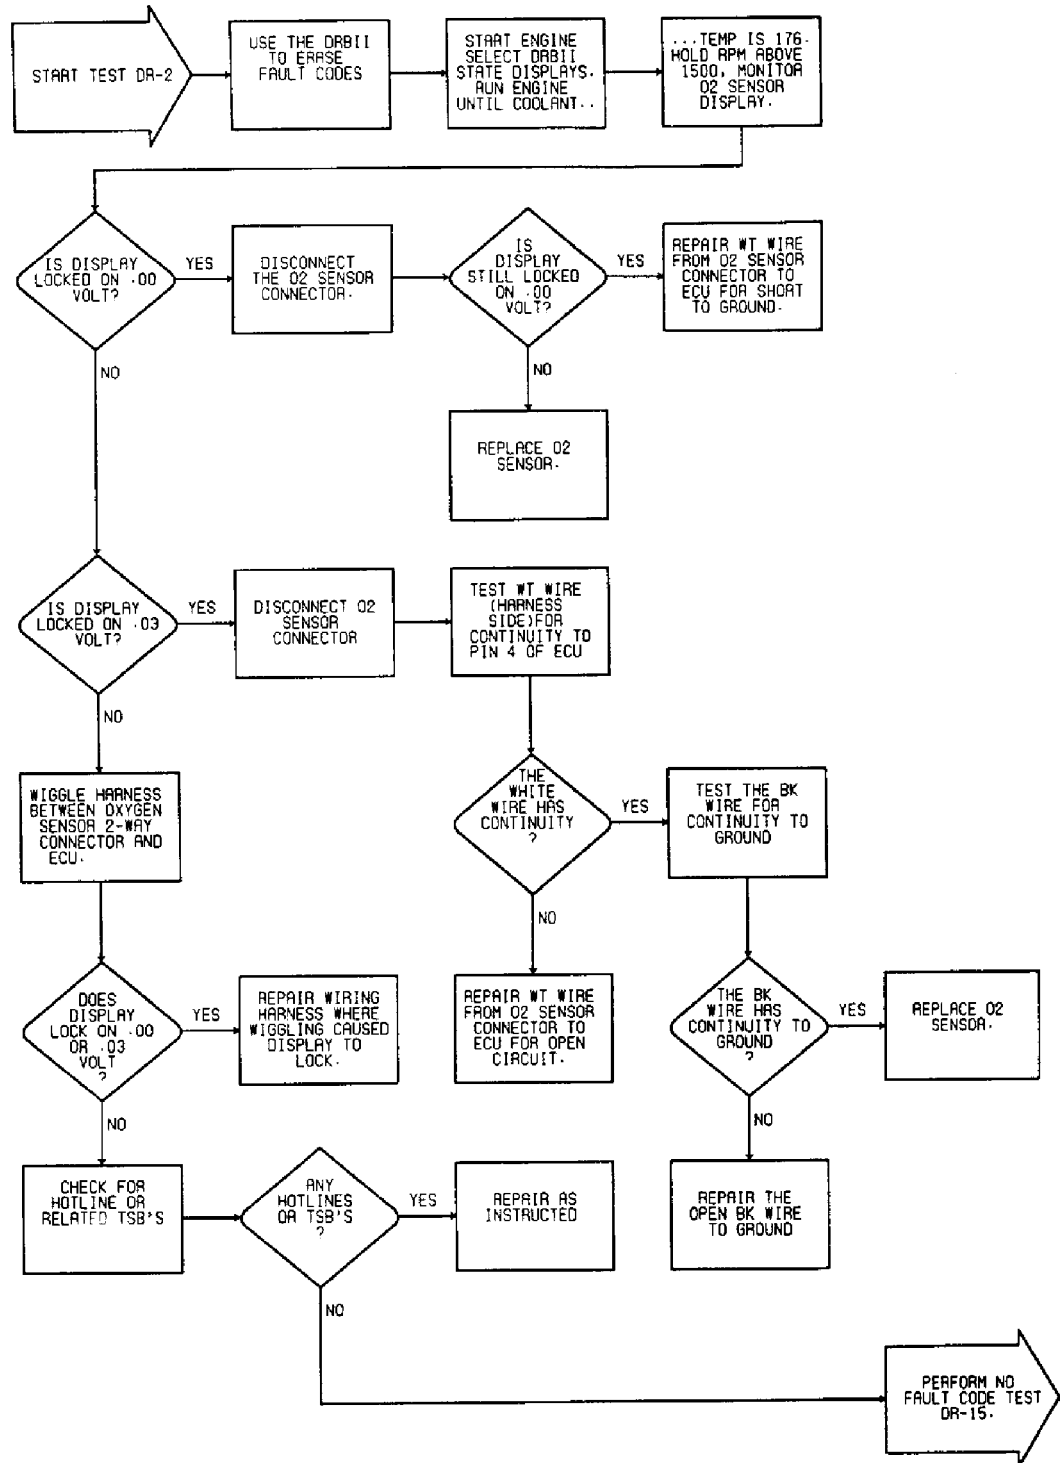 START TEST DR-2
USE THE DRBII
TO ERASE
FAULT CODES
START ENGINE
SELECT DRBII
STATE DISPLAYS.
RUN ENGINE
UNTIL COOLANT..
....TEMP IS 176.
HOLD RPM ABOVE
1500, MONITOR
O2 SENSOR
DISPLAY.
IS DISPLAY
LOCKED ON .00
VOLT?
YES
DISCONNECT
THE O2 SENSOR
CONNECTOR.
IS
DISPLAY
STILL LOCKED
ON .00
VOLT?
YES
REPAIR WT WIRE
FROM O2 SENSOR
CONNECTOR TO
ECU FOR SHORT
TO GROUND.
NO
NO
REPLACE O2
SENSOR.
IS DISPLAY
LOCKED ON .03
VOLT?
YES
DISCONNECT O2
SENSOR
CONNECTOR
TEST WT WIRE
(HARNESS
SIDE)FOR
CONTINUITY TO
PIN 4 OF ECU
NO
WIGGLE HARNESS
BETWEEN OXYGEN
SENSOR 2-WAY
CONNECTOR AND
ECU.
THE
WHITE
WIRE HAS
CONTINUITY
?
YES
TEST THE BK
WIRE FOR
CONTINUITY TO
GROUND
NO
DOES
DISPLAY
LOCK ON .00
OR .03
VOLT
?
YES
REPAIR WIRING
HARNESS WHERE
WIGGLING CAUSED
DISPLAY TO
LOCK.
REPAIR WT WIRE
FROM O2 SENSOR
CONNECTOR TO
ECU FOR OPEN
CIRCUIT.
THE BK
WIRE HAS
CONTINUITY TO
GROUND
?
YES
REPLACE O2
SENSOR.
NO
NO
CHECK FOR
HOTLINE OR
RELATED TSB'S
ANY
HOTLINES
OR TSB'S
?
YES
REPAIR AS
INSTRUCTED
REPAIR THE
OPEN BK WIRE
TO GROUND
NO
PERFORM NO
FAULT CODE TEST
DR-15.